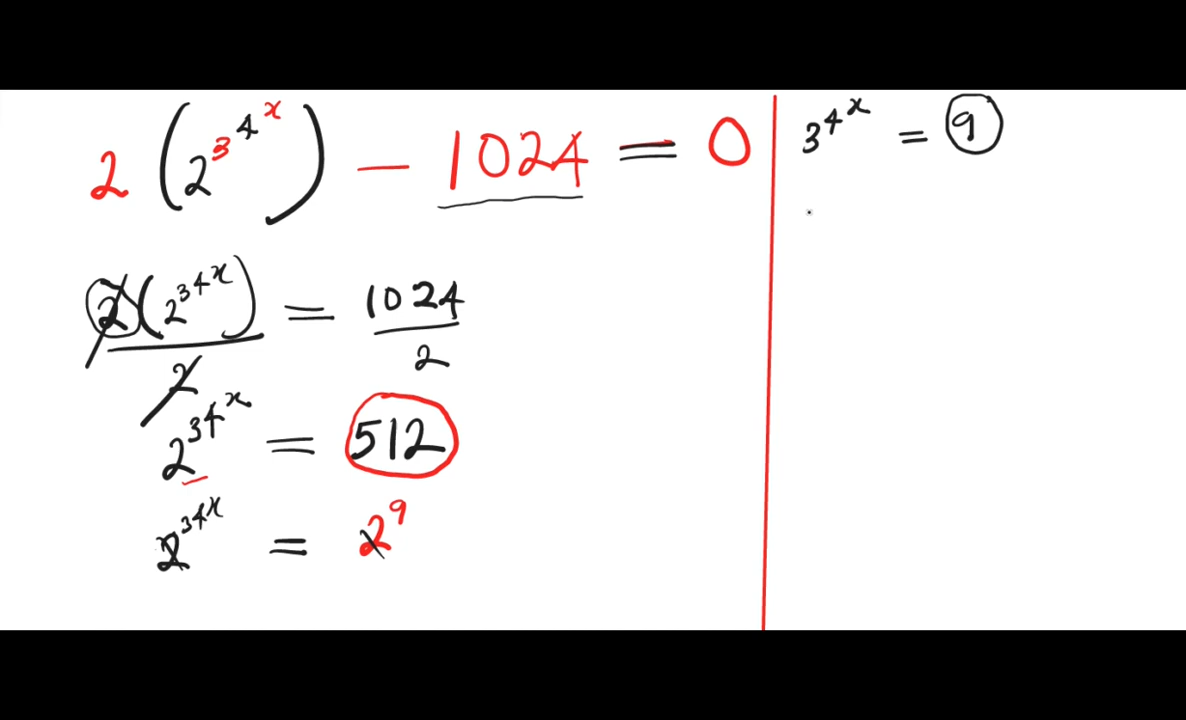 2 (2^3^4^x) - 1024 = 0
2(2^3^4^x) / 2 = 1024 / 2
2^3^4^x = 512
2^3^4^x = 2^9
3^4^x = 9